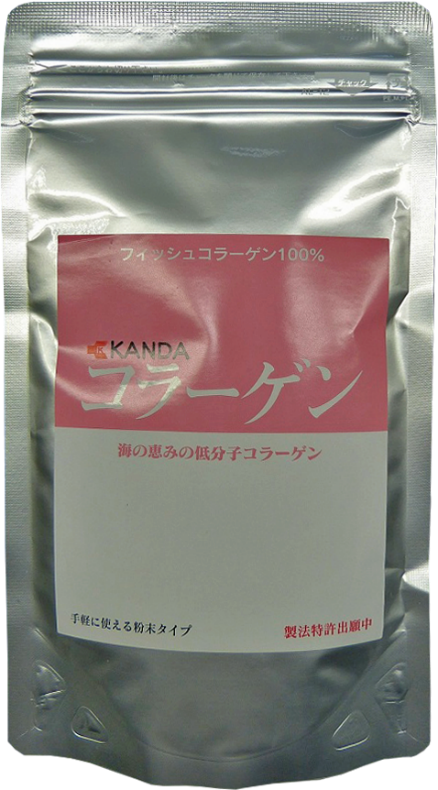 フィッシュコラーゲン100%
KANDA
コラーゲン
海の恵みの低分子コラーゲン
手軽に使える粉末タイプ
製法特許出願中